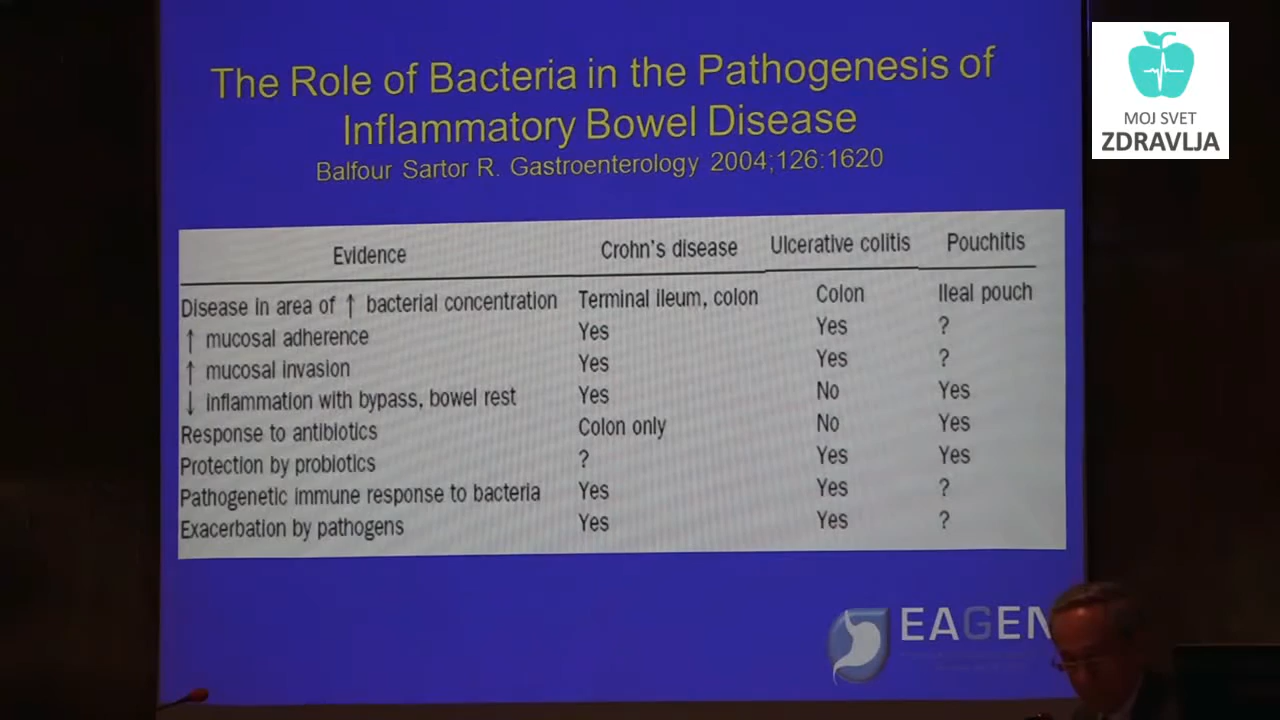 The Role of Bacteria in the Pathogenesis of
Inflammatory Bowel Disease
Balfour Sartor R. Gastroenterology 2004;126:1620
MOJ SVET
ZDRAVLJA
Evidence Crohn's disease Ulcerative colitis Pouchitis
Disease in area of ↑ bacterial concentration Terminal ileum, colon Colon Ileal pouch
↑ mucosal adherence Yes Yes ?
↑ mucosal invasion Yes Yes ?
↓ inflammation with bypass, bowel rest Yes No Yes
Response to antibiotics Colon only No Yes
Protection by probiotics ? Yes Yes
Pathogenetic immune response to bacteria Yes Yes ?
Exacerbation by pathogens Yes Yes ?
EAGEN